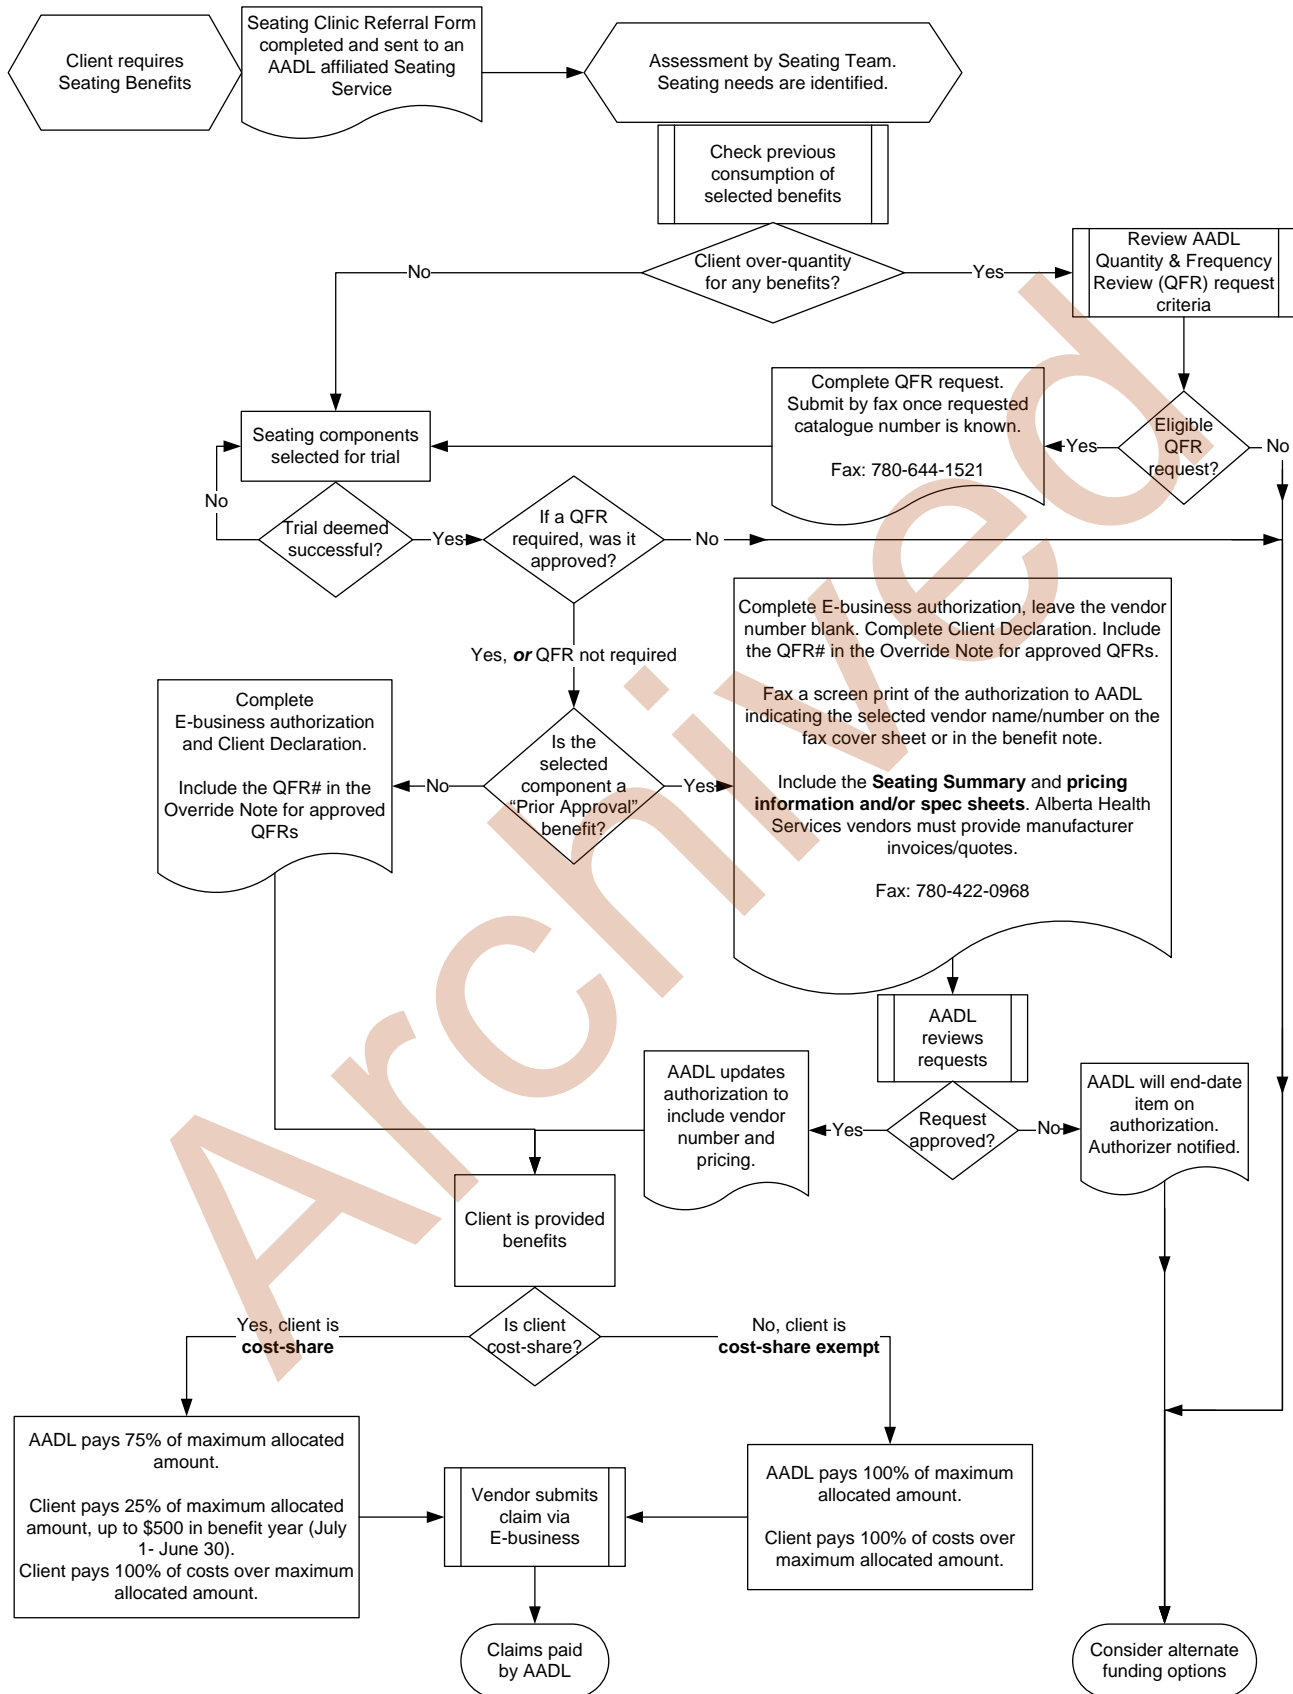 Client requires
Seating Benefits
Seating Clinic Referral Form
completed and sent to an
AADL affiliated Seating
Service
Assessment by Seating Team.
Seating needs are identified.
Check previous
consumption of
selected benefits
Client over-quantity
for any benefits?
No
Yes
Review AADL
Quantity & Frequency
Review (QFR) request
criteria
Complete QFR request.
Submit by fax once requested
catalogue number is known.
Fax: 780-644-1521
Yes
Eligible
QFR
request?
No
Seating components
selected for trial
No
Trial deemed
successful?
Yes
If a QFR
required, was it
approved?
No
Yes, or QFR not required
Complete E-business authorization, leave the vendor
number blank. Complete Client Declaration. Include
the QFR# in the Override Note for approved QFRs.
Fax a screen print of the authorization to AADL
indicating the selected vendor name/number on the
fax cover sheet or in the benefit note.
Include the Seating Summary and pricing
information and/or spec sheets. Alberta Health
Services vendors must provide manufacturer
invoices/quotes.
Fax: 780-422-0968
Complete
E-business authorization
and Client Declaration.
Include the QFR# in the
Override Note for approved
QFRs
No
Is the
selected
component a
“Prior Approval”
benefit?
Yes
AADL
reviews
requests
AADL updates
authorization to
include vendor
number and
pricing.
Yes
Request
approved?
No
AADL will end-date
item on
authorization.
Authorizer notified.
Client is provided
benefits
Yes, client is
cost-share
Is client
cost-share?
No, client is
cost-share exempt
AADL pays 75% of maximum allocated
amount.
Client pays 25% of maximum allocated
amount, up to $500 in benefit year (July
1- June 30).
Client pays 100% of costs over maximum
allocated amount.
Vendor submits
claim via
E-business
AADL pays 100% of maximum
allocated amount.
Client pays 100% of costs over
maximum allocated amount.
Claims paid
by AADL
Consider alternate
funding options
Archived